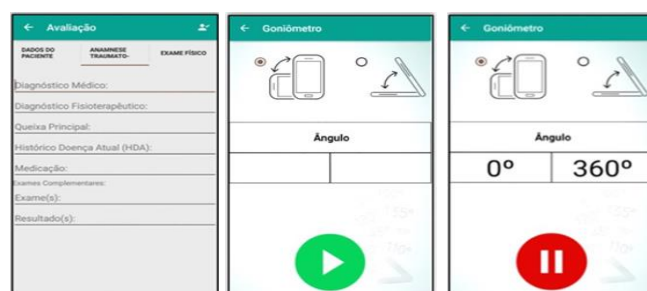 ← Avaliação
DADOS DO PACIENTE
ANAMNESE TRAUMATO-
EXAME FÍSICO
Diagnóstico Médico:
Diagnóstico Fisioterapêutico:
Queixa Principal:
Histórico Doença Atual (HDA):
Medicação:
Exames Complementares:
Exame(s):
Resultado(s):
← Goniômetro
Ângulo
← Goniômetro
Ângulo
0º 360º